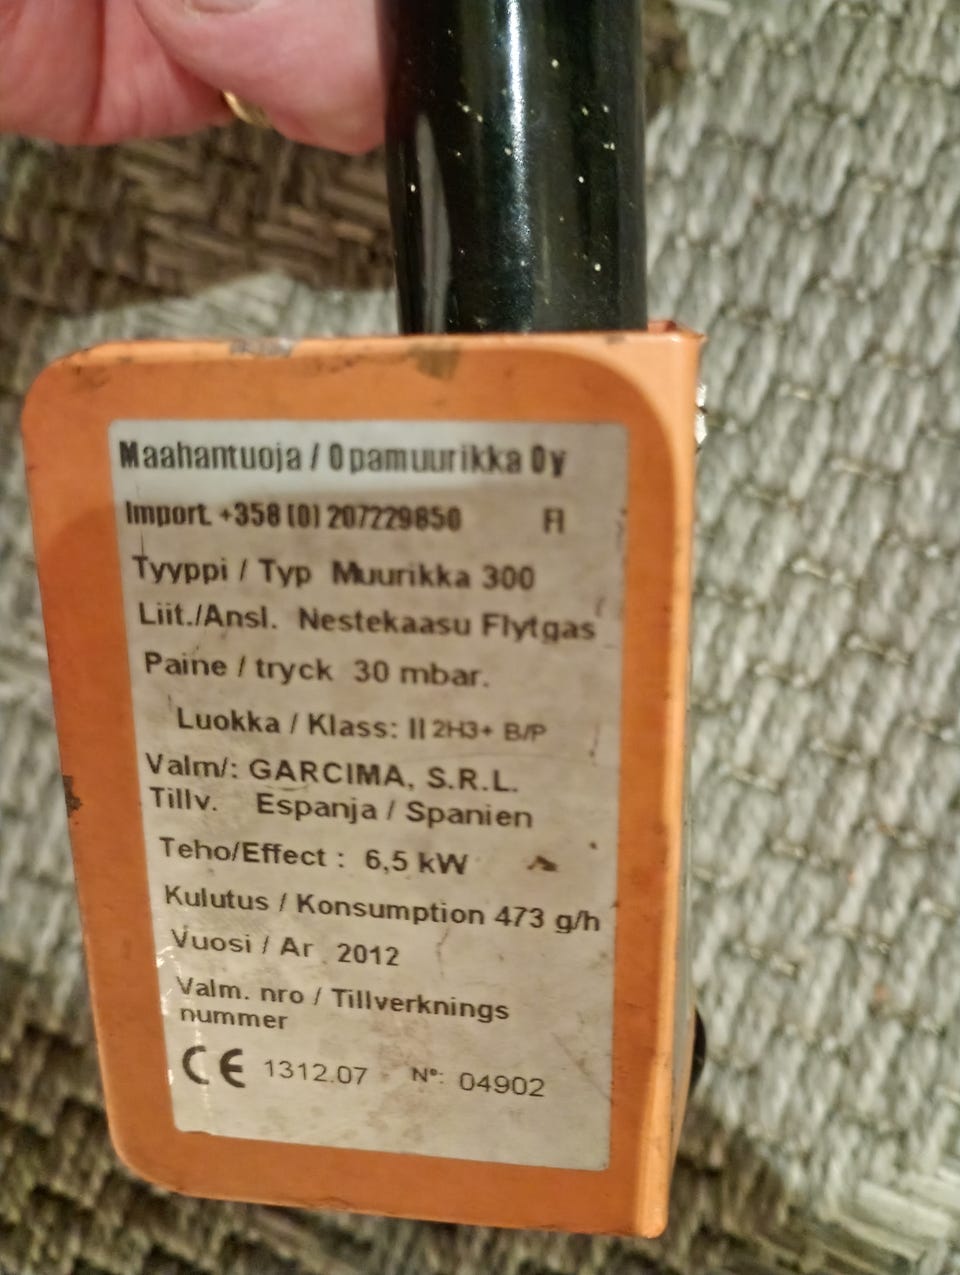 Maahantuoja / Opamuurikka Oy
Import. +358 (0) 207229850 FI
Tyyppi / Typ Muurikka 300
Liit./Ansl. Nestekaasu Flytgas
Paine / tryck 30 mbar.
Luokka / Klass: II 2H3+ B/P
Valm/: GARCIMA, S.R.L.
Tillv. Espanja / Spanien
Teho/Effect : 6,5 kW
Kulutus / Konsumption 473 g/h
Vuosi / Ar 2012
Valm. nro / Tillverknings
nummer
CE 1312.07 Nº: 04902